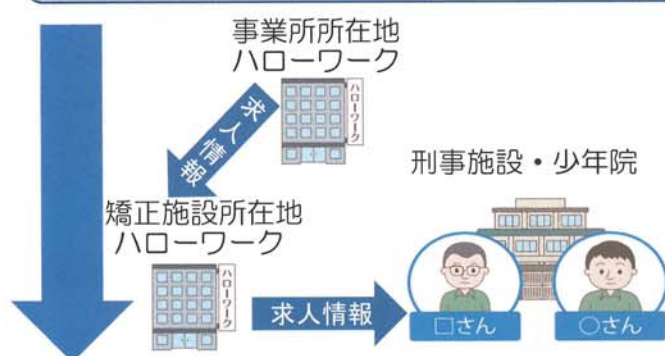 事業所所在地
ハローワーク
ハローワーク
求人情報
刑事施設・少年院
矯正施設所在地
ハローワーク
ハローワーク
求人情報
□さん
○さん